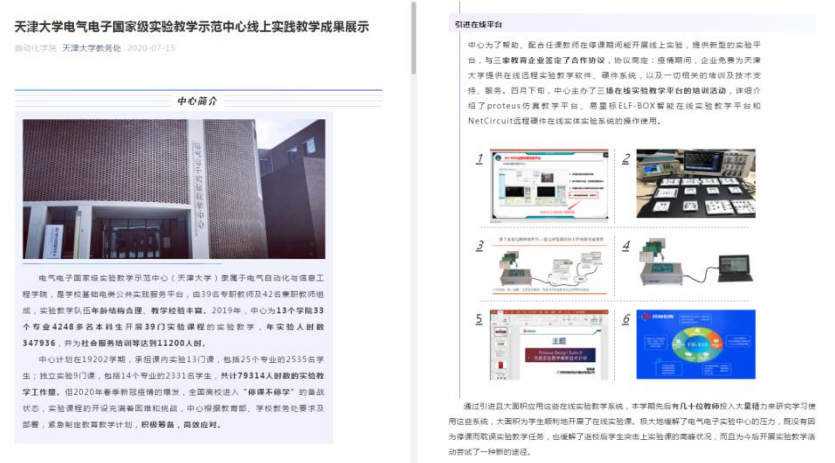 天津大学电气电子国家级实验教学示范中心线上实践教学成果展示
自动化学院 天津大学教务处 2020-07-15
中心简介
电气电子国家级实验教学示范中心（天津大学）隶属于电气自动化与信息工
程学院，是学校基础电类公共实践服务平台，由39名专职教师及42名兼职教师组
成，实验教学队伍年龄结构合理、教学经验丰富。2019年，中心为13个学院33
个专业4248多名本科生开展39门实验课程的实验教学，年实验人时数
347936，并为社会服务培训等达到11200人时。
中心计划在19202学期，承担课内实验13门课，包括25个专业的2535名学
生；独立实验9门课，包括14个专业的2331名学生，共计79314人时数的实验教
学工作量。但2020年春季新冠疫情的爆发，全国高校进入“停课不停学”的备战
状态，实验课程的开设充满着困难和挑战，中心根据教育部、学校教务处要求及
部署，紧急制定教育教学计划，积极筹备，高效应对。
引进在线平台
中心为了帮助、配合任课教师在停课期间能开展线上实验，提供新型的实验平
台，与三家教育企业签定了合作协议，协议商定：疫情期间，企业免费为天津
大学提供在线远程实验教学软件、硬件系统，以及一切相关的培训及技术支
持、服务。四月下旬，中心主办了三场在线实验教学平台的培训活动，详细介
绍了proteus仿真教学平台、易星标ELF-BOX智能在线实验教学平台和
NetCircuit远程硬件在线实体实验系统的操作使用。
1
2
3
4
5
主题
Proteus Design Suite 8
6
通过引进且大面积应用这些在线实验教学系统，本学期先后有几十位教师投入大量精力来研究学习使
用这些系统，大面积为学生顺利地开展了在线实验课。极大地缓解了电气电子实验中心的压力，既没有因
为停课而耽误实验教学任务，也缓解了返校后学生突击上实验课的高峰状况，而且为今后开展实验教学活
动尝试了一种新的途径。